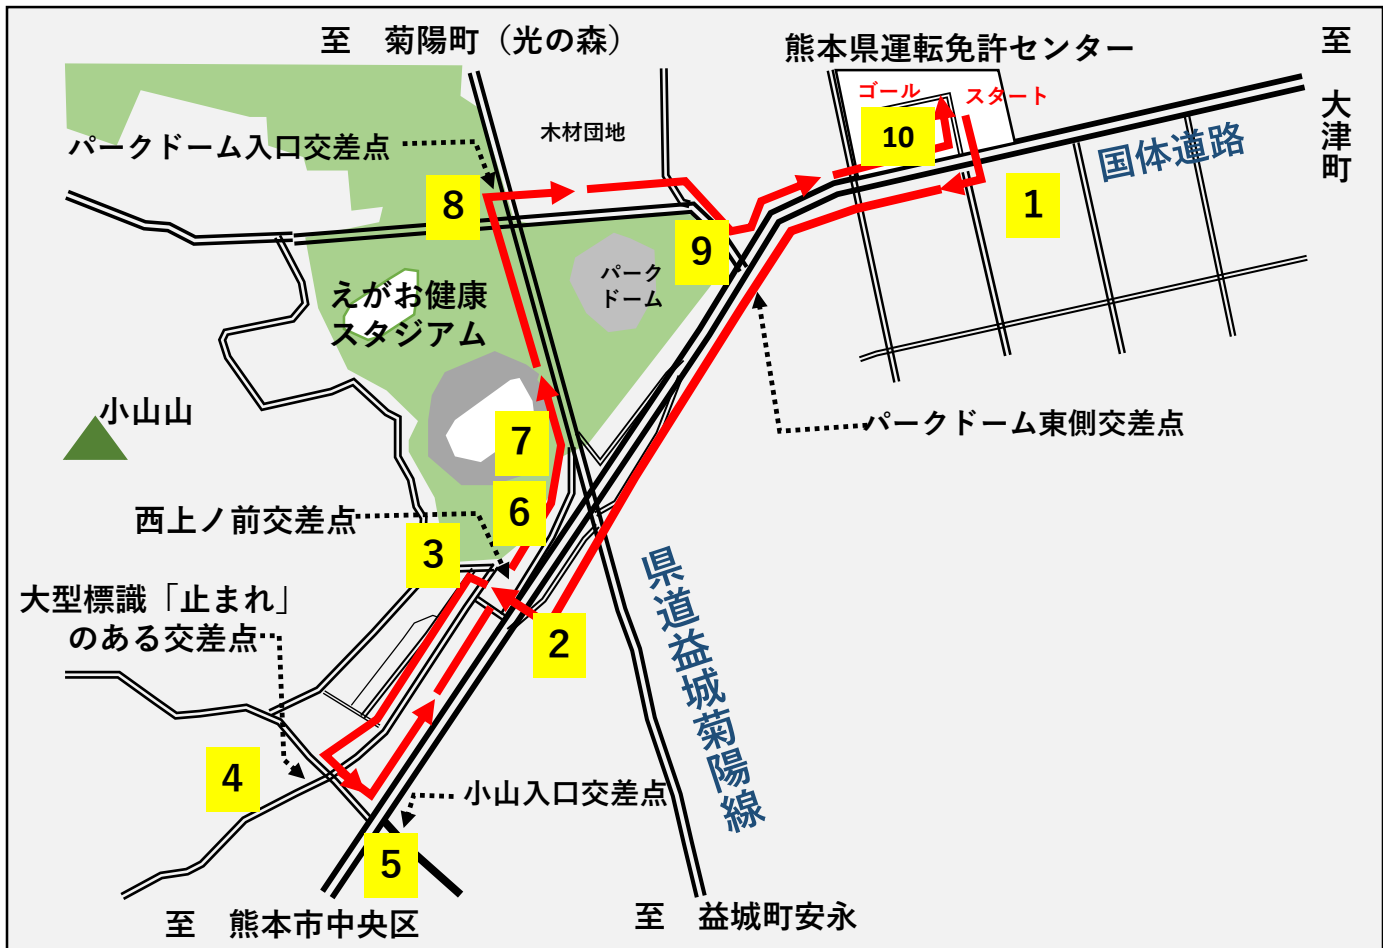 至 菊陽町（光の森）
熊本県運転免許センター
至 大津町
ゴール
スタート
10
木材団地
パークドーム入口交差点
国体道路
8
1
9
パーク
ドーム
えがお健康
スタジアム
小山山
パークドーム東側交差点
7
6
西上ノ前交差点
3
県道益城菊陽線
大型標識「止まれ」
のある交差点
2
4
小山入口交差点
5
至 熊本市中央区
至 益城町安永